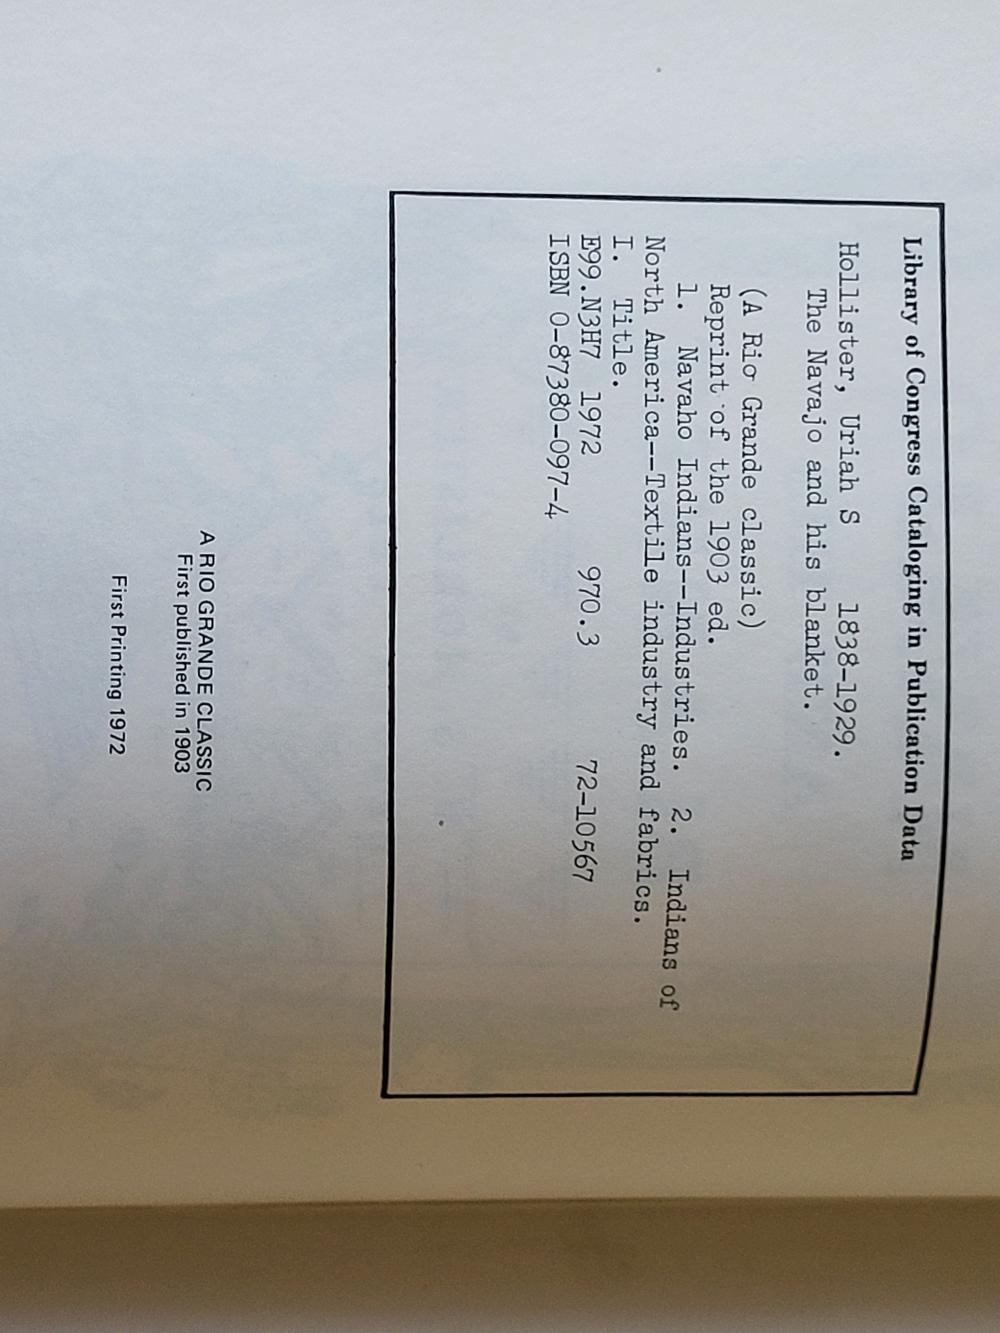 Library of Congress Cataloging in Publication Data
Hollister, Uriah S    1838-1929.
The Navajo and his blanket.
(A Rio Grande classic)
Reprint of the 1903 ed.
1.  Navaho Indians--Industries.  2.  Indians of
North America--Textile industry and fabrics.
I.  Title.
E99.N3H7 1972    970.3    72-10567
ISBN 0-87380-097-4
A RIO GRANDE CLASSIC
First published in 1903
First Printing 1972